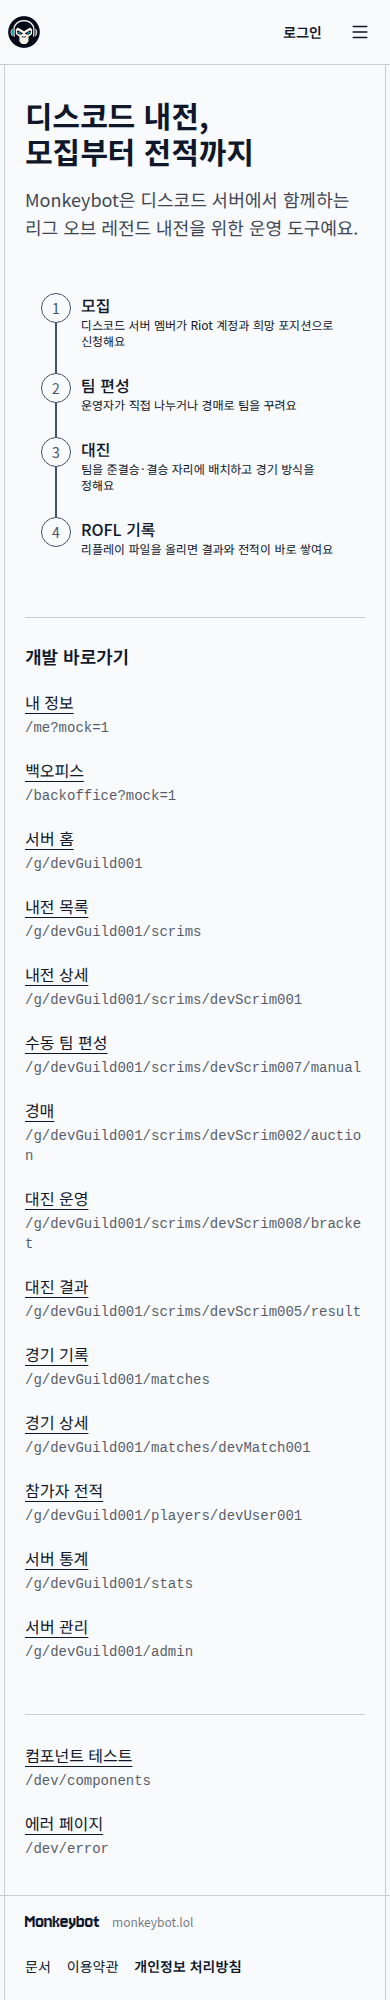 로그인
디스코드 내전,
모집부터 전적까지
Monkeybot은 디스코드 서버에서 함께하는
리그 오브 레전드 내전을 위한 운영 도구예요.
1 모집
디스코드 서버 멤버가 Riot 계정과 희망 포지션으로
신청해요
2 팀 편성
운영자가 직접 나누거나 경매로 팀을 꾸려요
3 대진
팀을 준결승·결승 자리에 배치하고 경기 방식을
정해요
4 ROFL 기록
리플레이 파일을 올리면 결과와 전적이 바로 쌓여요
개발 바로가기
내 정보
/me?mock=1
백오피스
/backoffice?mock=1
서버 홈
/g/devGuild001
내전 목록
/g/devGuild001/scrims
내전 상세
/g/devGuild001/scrims/devScrim001
수동 팀 편성
/g/devGuild001/scrims/devScrim007/manual
경매
/g/devGuild001/scrims/devScrim002/auctio
n
대진 운영
/g/devGuild001/scrims/devScrim008/bracke
t
대진 결과
/g/devGuild001/scrims/devScrim005/result
경기 기록
/g/devGuild001/matches
경기 상세
/g/devGuild001/matches/devMatch001
참가자 전적
/g/devGuild001/players/devUser001
서버 통계
/g/devGuild001/stats
서버 관리
/g/devGuild001/admin
컴포넌트 테스트
/dev/components
에러 페이지
/dev/error
Monkeybot monkeybot.lol
문서 이용약관 개인정보 처리방침